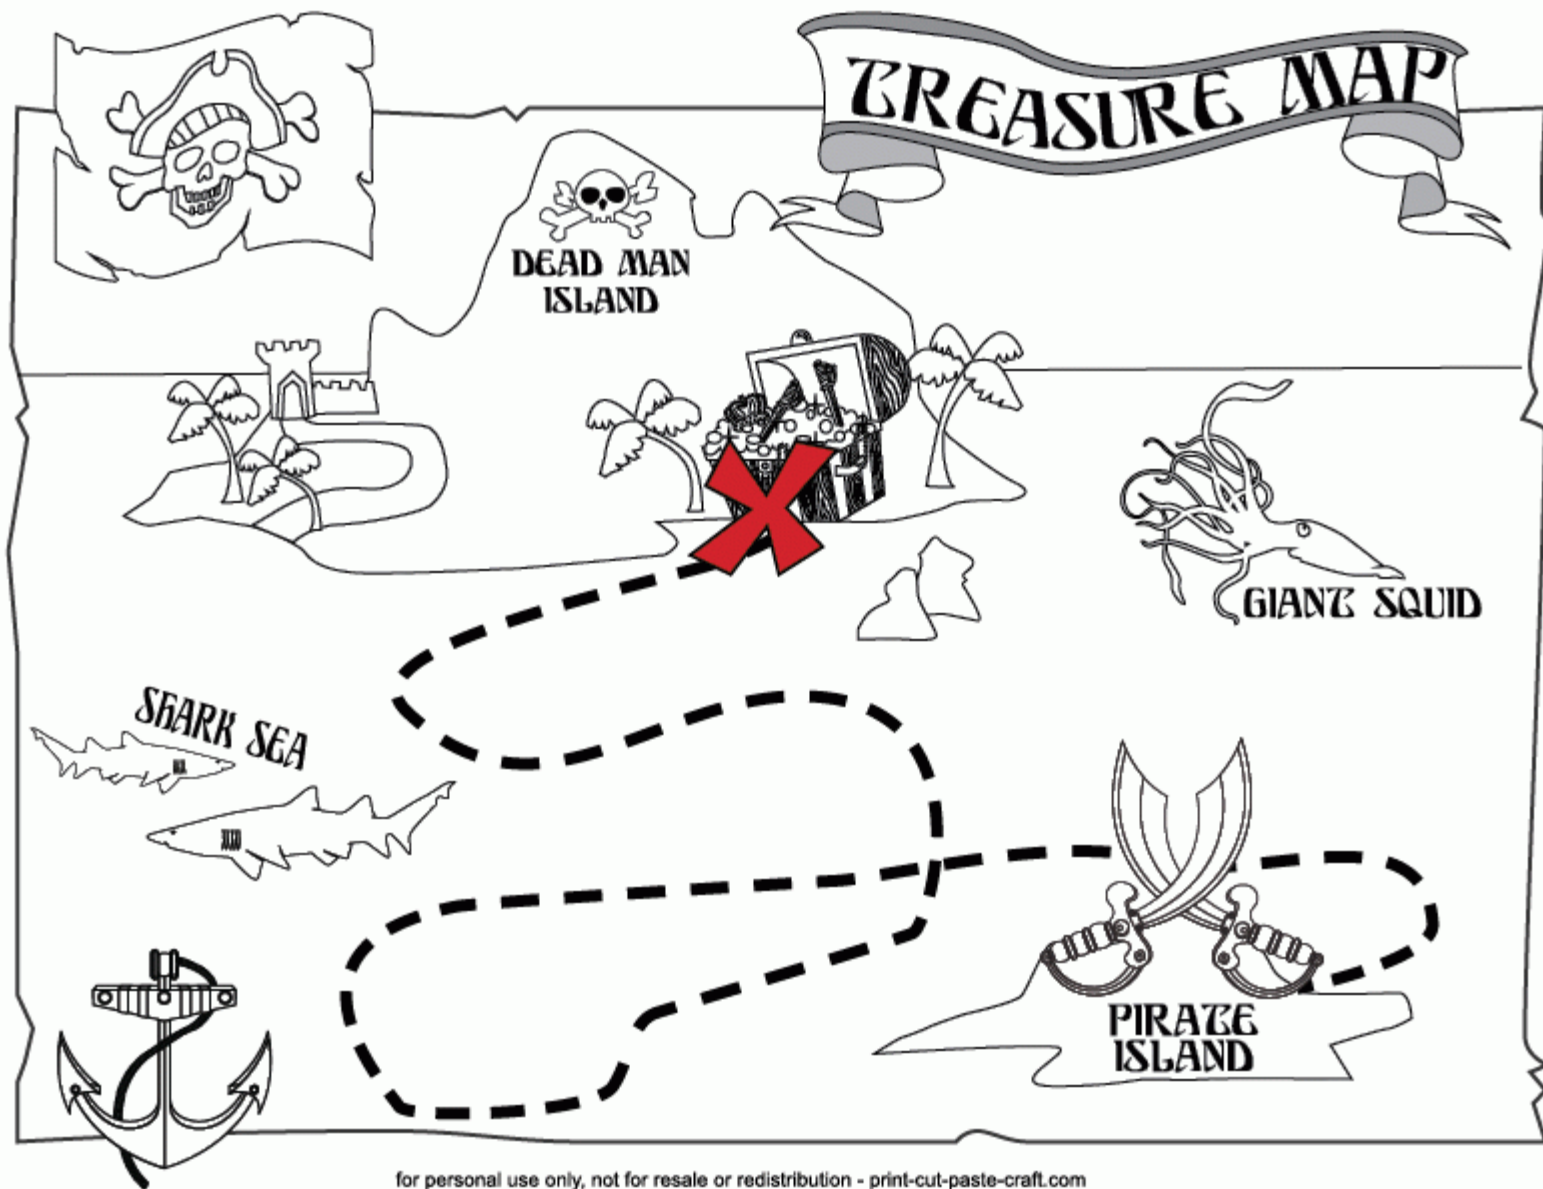 TREASURE MAP
DEAD MAN
ISLAND
GIANT SQUID
SHARK SEA
PIRATE
ISLAND
for personal use only, not for resale or redistribution - print-cut-paste-craft.com